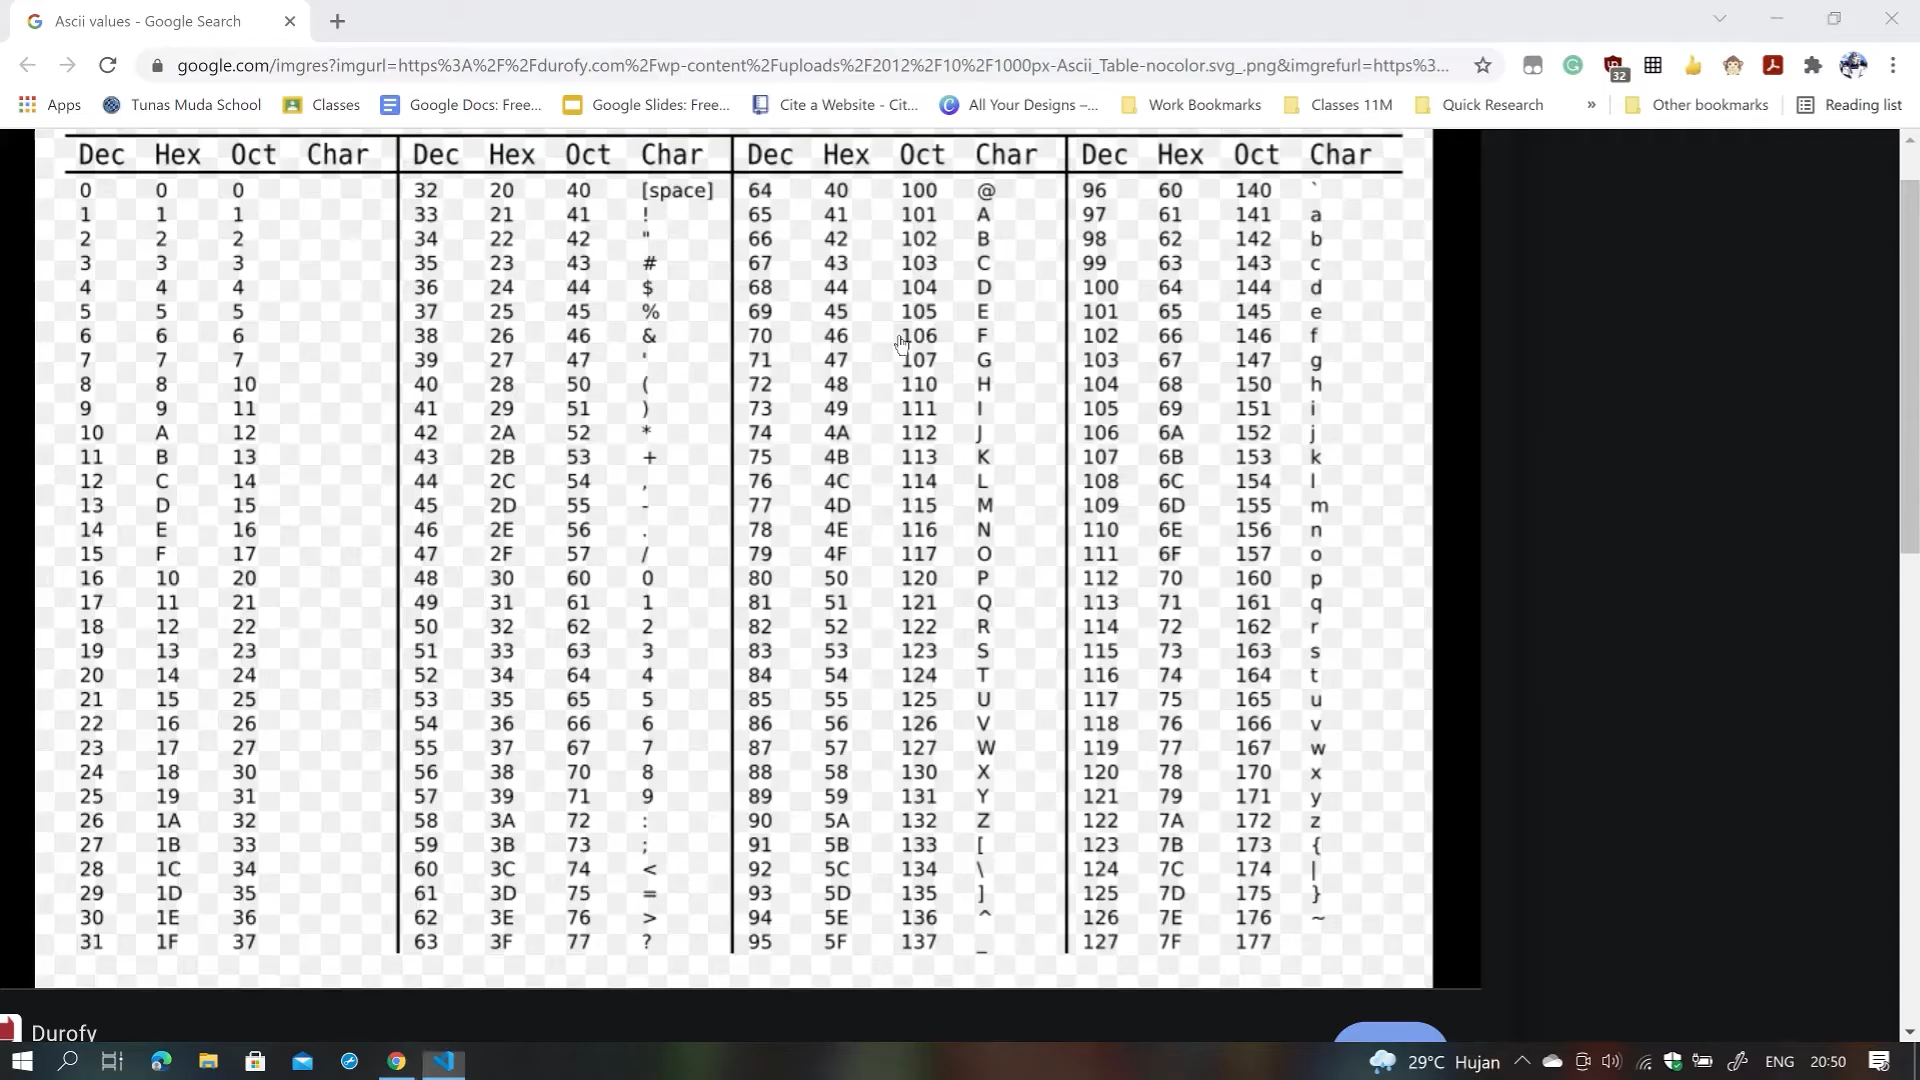 Ascii values - Google Search
google.com/imgres?imgurl=https%3A%2F%2Fdurofy.com%2Fwp-content%2Fuploads%2F2012%2F10%2F1000px-Ascii_Table-nocolor.svg_.png&imgrefurl=https%3...
32
Apps Tunas Muda School Classes Google Docs: Free... Google Slides: Free... Cite a Website - Cit... All Your Designs –... Work Bookmarks Classes 11M Quick Research » Other bookmarks Reading list
Dec Hex Oct Char Dec Hex Oct Char Dec Hex Oct Char Dec Hex Oct Char
0 0 0 32 20 40 [space] 64 40 100 @ 96 60 140 `
1 1 1 33 21 41 ! 65 41 101 A 97 61 141 a
2 2 2 34 22 42 " 66 42 102 B 98 62 142 b
3 3 3 35 23 43 # 67 43 103 C 99 63 143 c
4 4 4 36 24 44 $ 68 44 104 D 100 64 144 d
5 5 5 37 25 45 % 69 45 105 E 101 65 145 e
6 6 6 38 26 46 & 70 46 106 F 102 66 146 f
7 7 7 39 27 47 ' 71 47 107 G 103 67 147 g
8 8 10 40 28 50 ( 72 48 110 H 104 68 150 h
9 9 11 41 29 51 ) 73 49 111 I 105 69 151 i
10 A 12 42 2A 52 * 74 4A 112 J 106 6A 152 j
11 B 13 43 2B 53 + 75 4B 113 K 107 6B 153 k
12 C 14 44 2C 54 , 76 4C 114 L 108 6C 154 l
13 D 15 45 2D 55 - 77 4D 115 M 109 6D 155 m
14 E 16 46 2E 56 . 78 4E 116 N 110 6E 156 n
15 F 17 47 2F 57 / 79 4F 117 O 111 6F 157 o
16 10 20 48 30 60 0 80 50 120 P 112 70 160 p
17 11 21 49 31 61 1 81 51 121 Q 113 71 161 q
18 12 22 50 32 62 2 82 52 122 R 114 72 162 r
19 13 23 51 33 63 3 83 53 123 S 115 73 163 s
20 14 24 52 34 64 4 84 54 124 T 116 74 164 t
21 15 25 53 35 65 5 85 55 125 U 117 75 165 u
22 16 26 54 36 66 6 86 56 126 V 118 76 166 v
23 17 27 55 37 67 7 87 57 127 W 119 77 167 w
24 18 30 56 38 70 8 88 58 130 X 120 78 170 x
25 19 31 57 39 71 9 89 59 131 Y 121 79 171 y
26 1A 32 58 3A 72 : 90 5A 132 Z 122 7A 172 z
27 1B 33 59 3B 73 ; 91 5B 133 [ 123 7B 173 {
28 1C 34 60 3C 74 < 92 5C 134 \ 124 7C 174 |
29 1D 35 61 3D 75 = 93 5D 135 ] 125 7D 175 }
30 1E 36 62 3E 76 > 94 5E 136 ^ 126 7E 176 ~
31 1F 37 63 3F 77 ? 95 5F 137 _ 127 7F 177
Durofy
29°C Hujan ENG 20:50